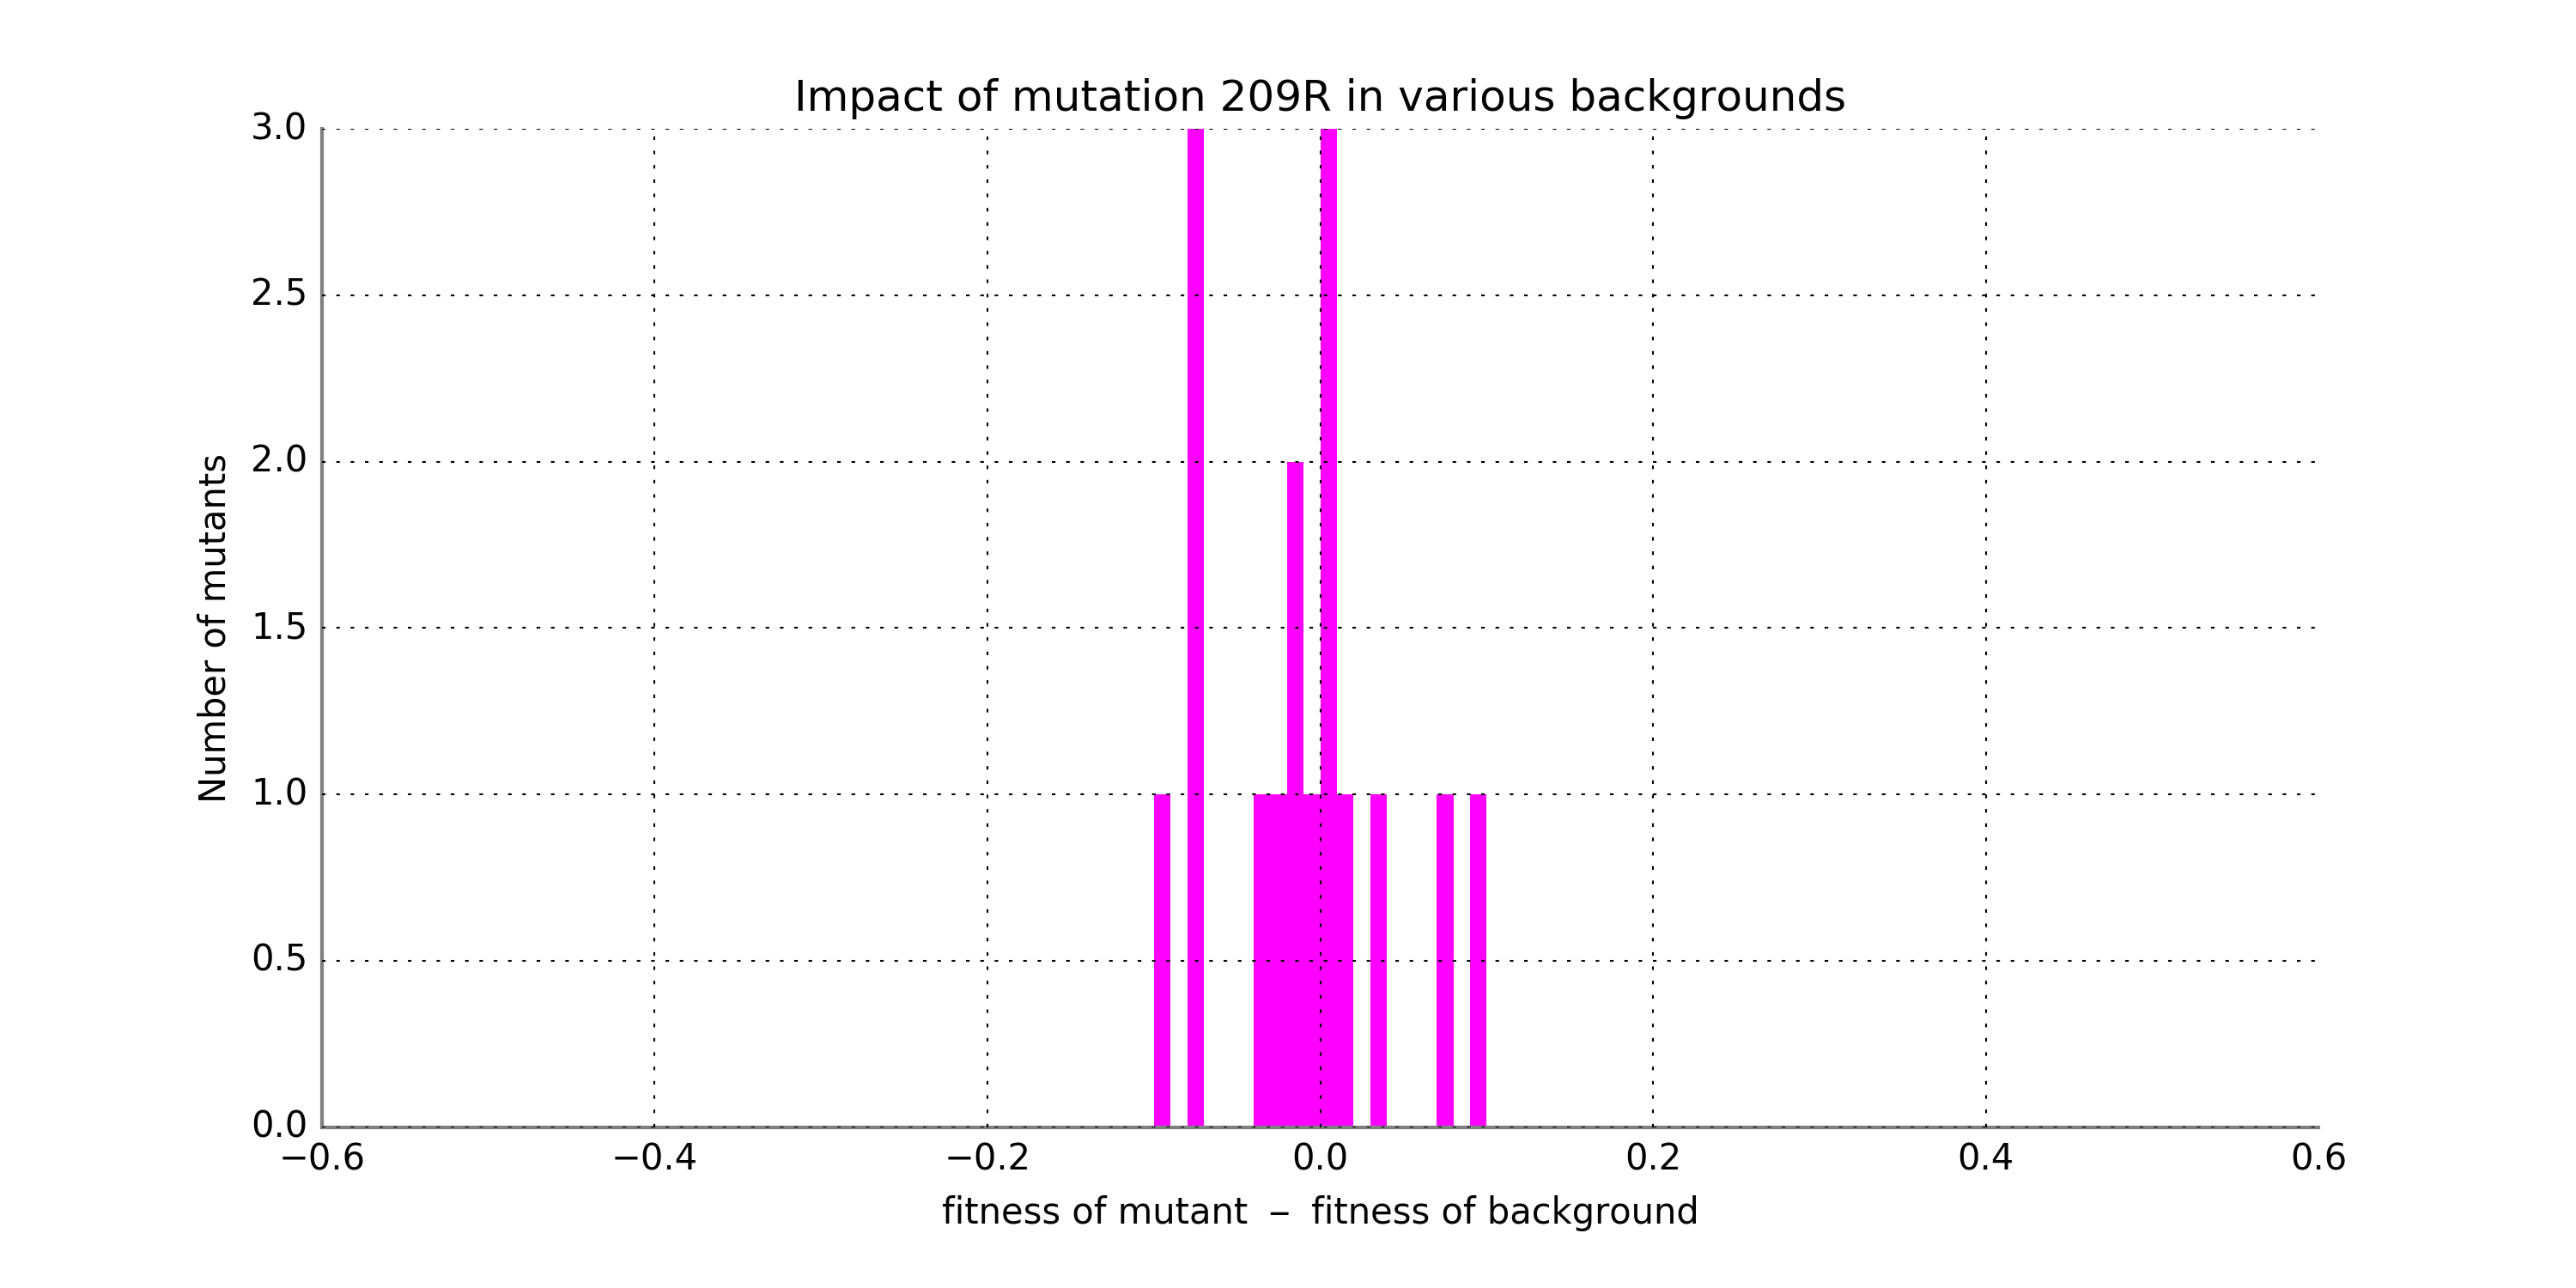 Impact of mutation 209R in various backgrounds
3.0
2.5
2.0
1.5
1.0
0.5
0.0
Number of mutants
−0.6 −0.4 −0.2 0.0 0.2 0.4 0.6
fitness of mutant − fitness of background